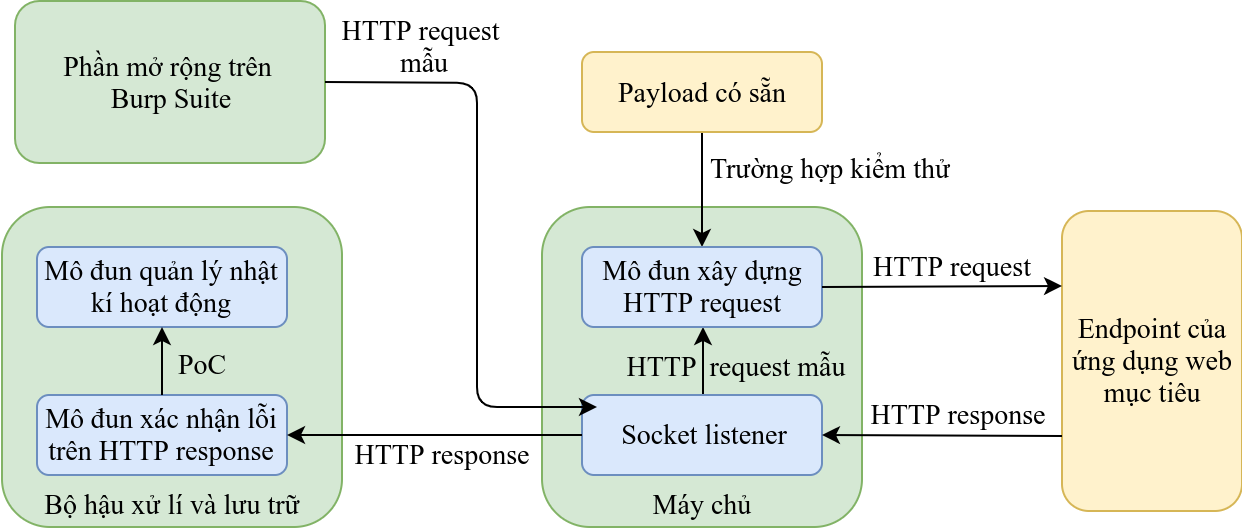 Phần mở rộng trên
Burp Suite
HTTP request
mẫu
Payload có sẵn
Trường hợp kiểm thử
Mô đun quản lý nhật
kí hoạt động
PoC
Mô đun xác nhận lỗi
trên HTTP response
Bộ hậu xử lí và lưu trữ
HTTP response
Mô đun xây dựng
HTTP request
HTTP request mẫu
Socket listener
Máy chủ
HTTP request
HTTP response
Endpoint của
ứng dụng web
mục tiêu